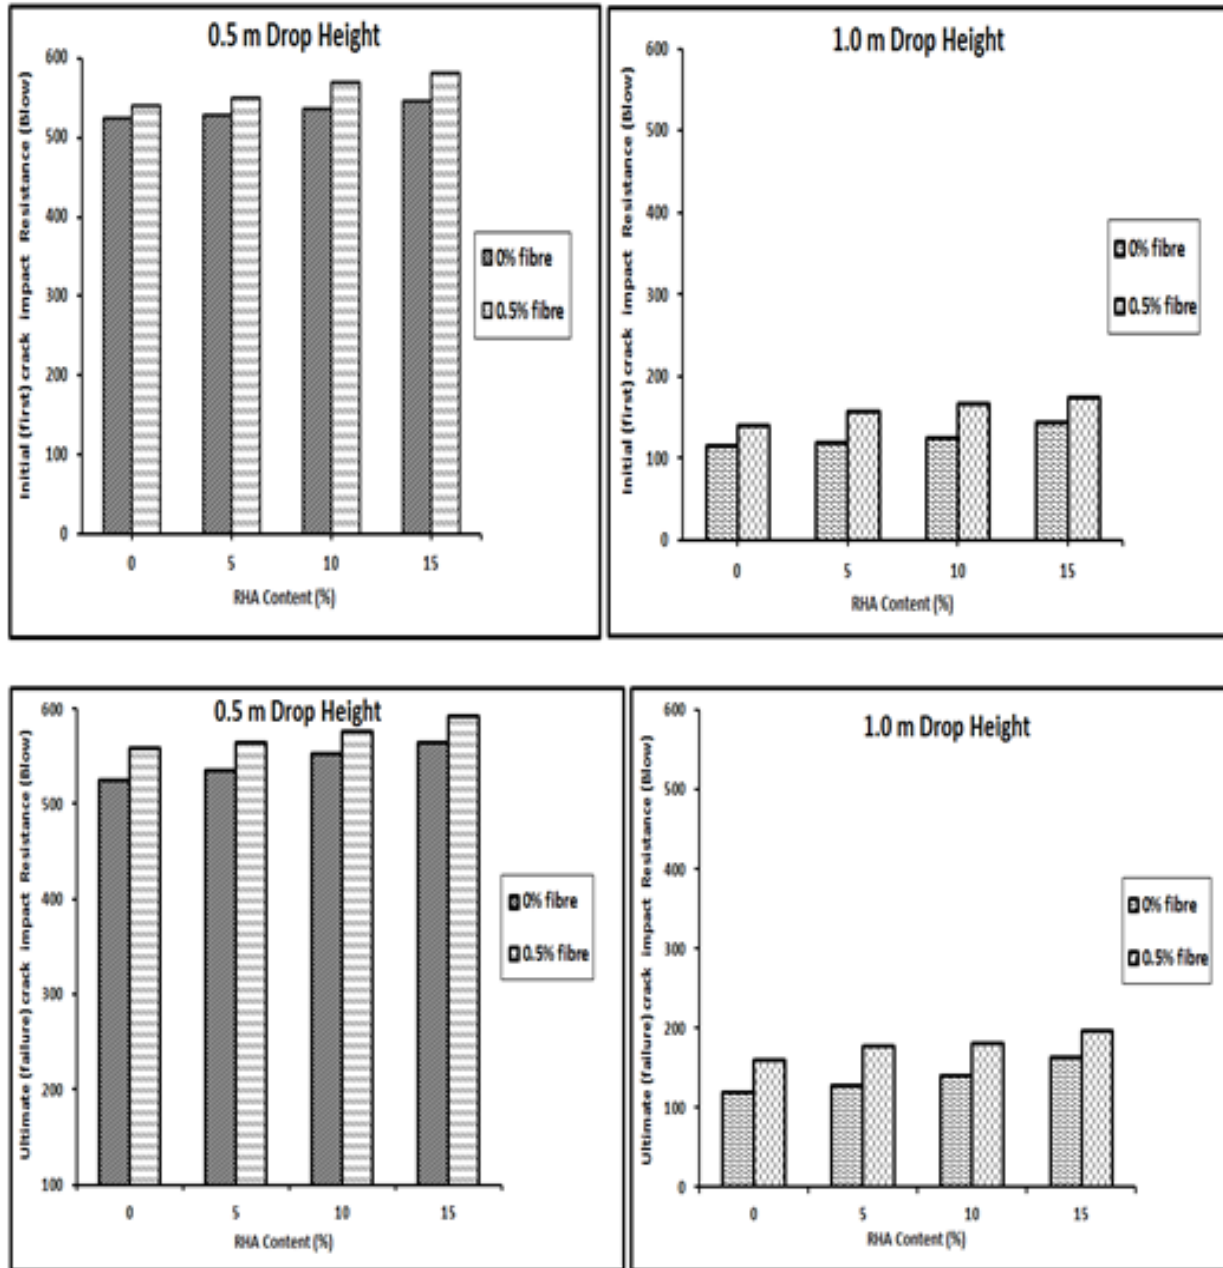 0.5 m Drop Height
Initial (first) crack impact Resistance (Blow)
600
500
400
300
200
100
0
0 5 10 15
RHA Content (%)
0% fibre
0.5% fibre
1.0 m Drop Height
Initial (first) crack impact Resistance (Blow)
600
500
400
300
200
100
0
0 5 10 15
RHA Content (%)
0% fibre
0.5% fibre
0.5 m Drop Height
Ultimate (failure) crack impact Resistance (Blow)
600
500
400
300
200
100
0 5 10 15
RHA Content (%)
0% fibre
0.5% fibre
1.0 m Drop Height
Ultimate (failure) crack impact Resistance (Blow)
600
500
400
300
200
100
0
0 5 10 15
RHA Content (%)
0% fibre
0.5% fibre